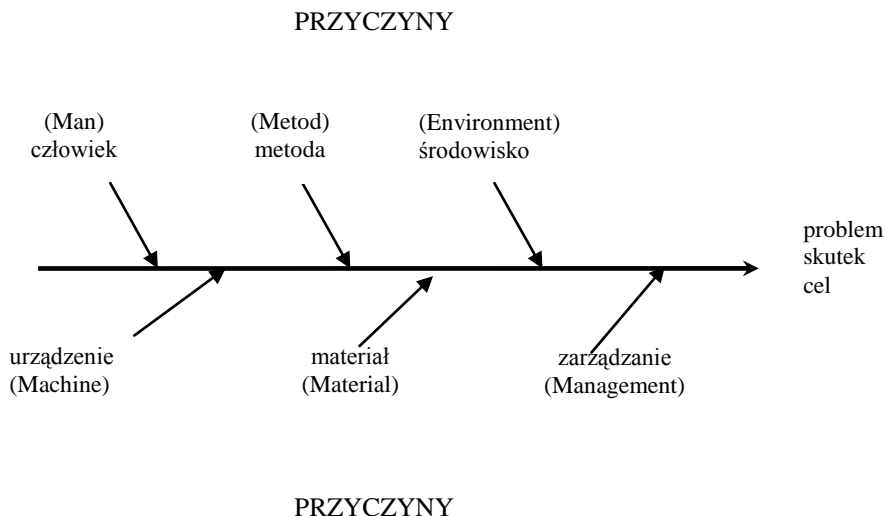 PRZYCZYNY
(Man)
człowiek
(Metod)
metoda
(Environment)
środowisko
problem
skutek
cel
urządzenie
(Machine)
materiał
(Material)
zarządzanie
(Management)
PRZYCZYNY